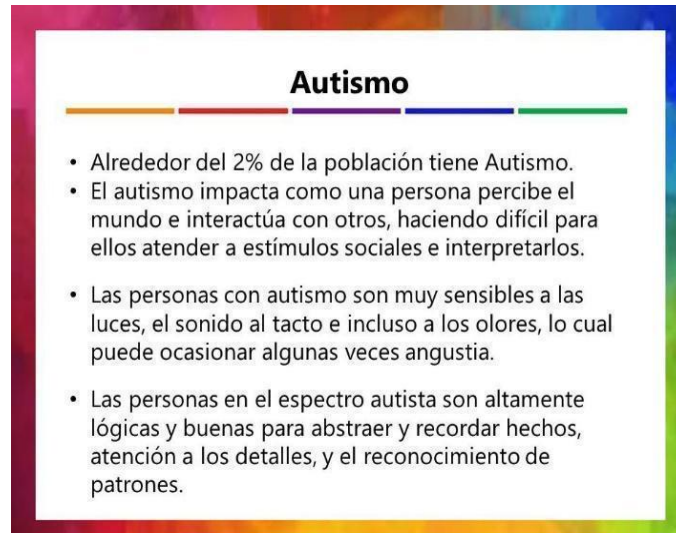 Autismo
• Alrededor del 2% de la población tiene Autismo.
• El autismo impacta como una persona percibe el
mundo e interactúa con otros, haciendo difícil para
ellos atender a estímulos sociales e interpretarlos.
• Las personas con autismo son muy sensibles a las
luces, el sonido al tacto e incluso a los olores, lo cual
puede ocasionar algunas veces angustia.
• Las personas en el espectro autista son altamente
lógicas y buenas para abstraer y recordar hechos,
atención a los detalles, y el reconocimiento de
patrones.